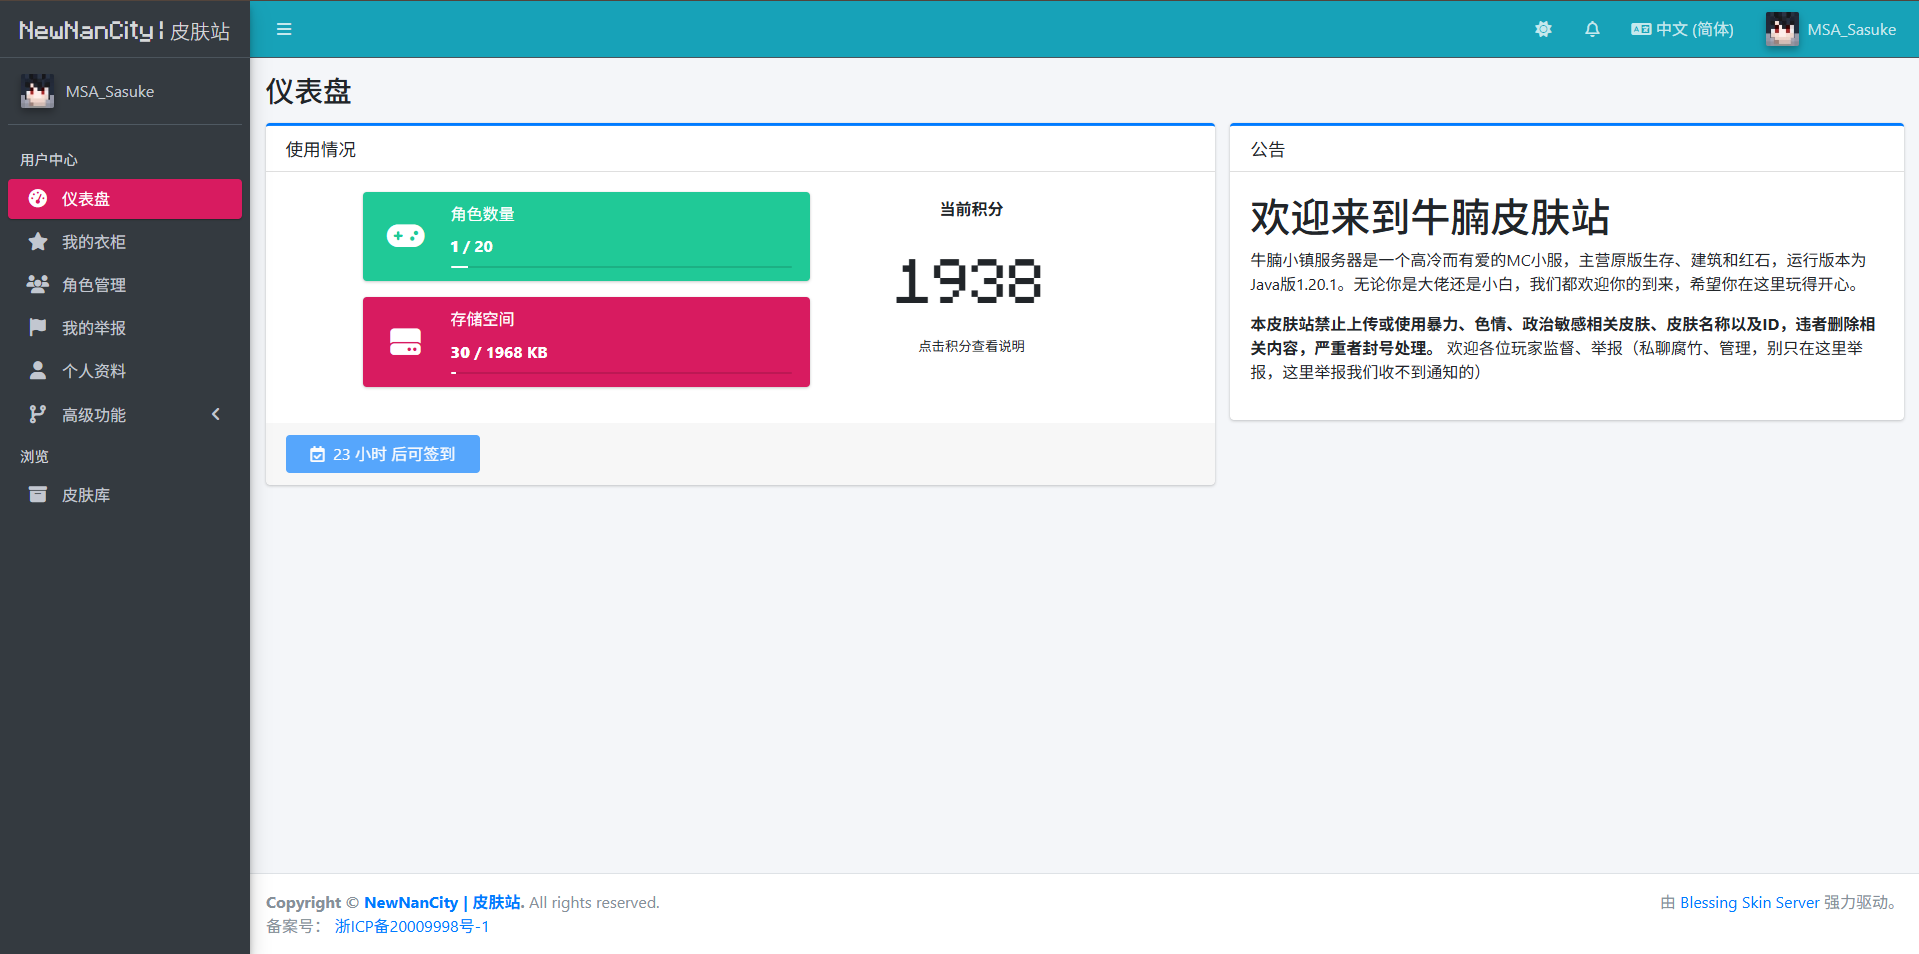 NewNanCity | 皮肤站
中文 (简体)
MSA_Sasuke
MSA_Sasuke
用户中心
仪表盘
我的衣柜
角色管理
我的举报
个人资料
高级功能
浏览
皮肤库
仪表盘
使用情况
角色数量
1 / 20
存储空间
30 / 1968 KB
当前积分
1938
点击积分查看说明
23 小时 后可签到
公告
欢迎来到牛腩皮肤站
牛腩小镇服务器是一个高冷而有爱的MC小服，主营原版生存、建筑和红石，运行版本为
Java版1.20.1。无论你是大佬还是小白，我们都欢迎你的到来，希望你在这里玩得开心。
本皮肤站禁止上传或使用暴力、色情、政治敏感相关皮肤、皮肤名称以及ID，违者删除相
关内容，严重者封号处理。 欢迎各位玩家监督、举报（私聊腐竹、管理，别只在这里举
报，这里举报我们收不到通知的）
Copyright © NewNanCity | 皮肤站. All rights reserved.
备案号： 浙ICP备20009998号-1
由 Blessing Skin Server 强力驱动。